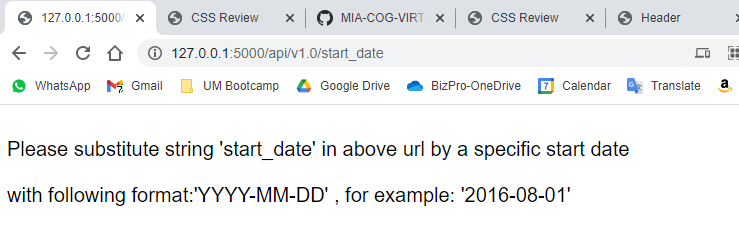 127.0.0.1:5000/
CSS Review
MIA-COG-VIRT
CSS Review
Header
127.0.0.1:5000/api/v1.0/start_date
WhatsApp
Gmail
UM Bootcamp
Google Drive
BizPro-OneDrive
7
Calendar
Translate
Please substitute string 'start_date' in above url by a specific start date
with following format:'YYYY-MM-DD' , for example: '2016-08-01'